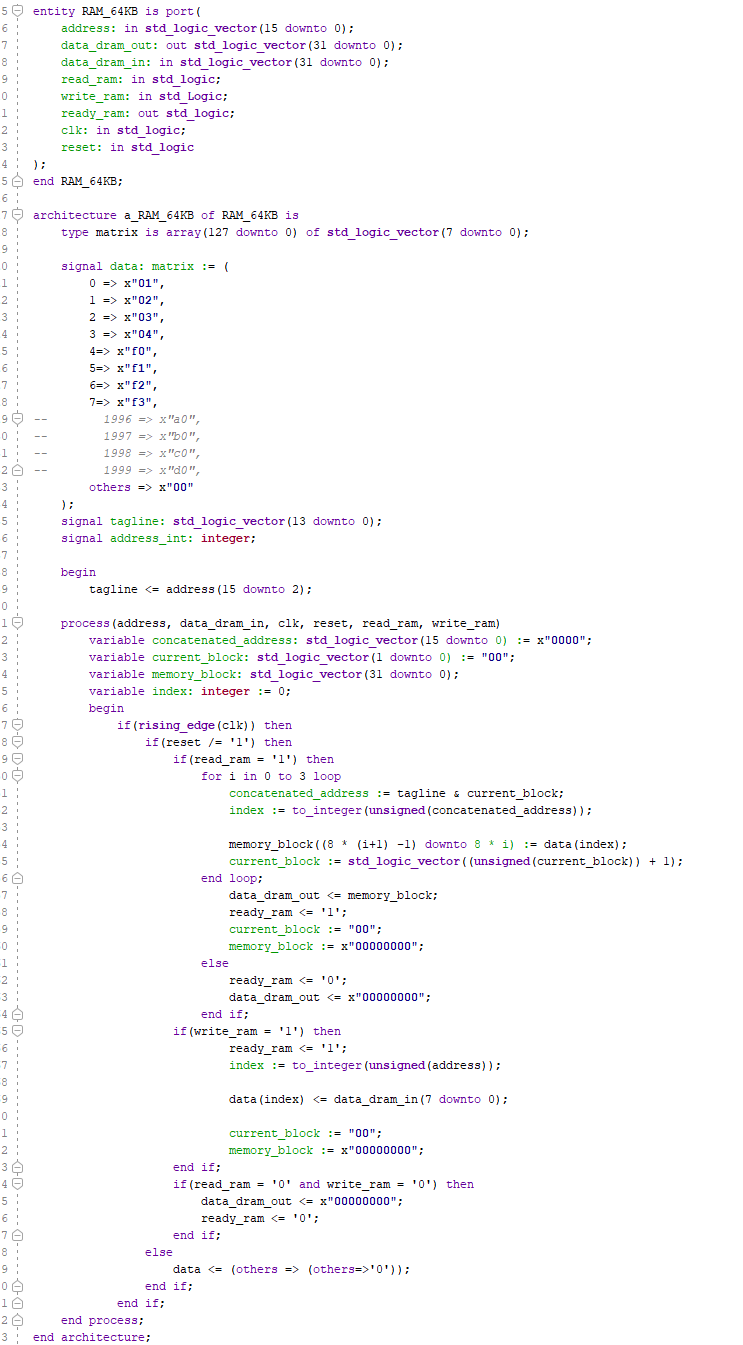 5 entity RAM_64KB is port(
6     address: in std_logic_vector(15 downto 0);
7     data_dram_out: out std_logic_vector(31 downto 0);
8     data_dram_in: in std_logic_vector(31 downto 0);
9     read_ram: in std_logic;
0     write_ram: in std_Logic;
1     ready_ram: out std_logic;
2     clk: in std_logic;
3     reset: in std_logic
4 );
5 end RAM_64KB;
6
7 architecture a_RAM_64KB of RAM_64KB is
8     type matrix is array(127 downto 0) of std_logic_vector(7 downto 0);
9
0     signal data: matrix := (
1         0 => x"01",
2         1 => x"02",
3         2 => x"03",
4         3 => x"04",
5         4=> x"f0",
6         5=> x"f1",
7         6=> x"f2",
8         7=> x"f3",
9 --        1996 => x"a0",
0 --        1997 => x"b0",
1 --        1998 => x"c0",
2 --        1999 => x"d0",
3         others => x"00"
4     );
5     signal tagline: std_logic_vector(13 downto 0);
6     signal address_int: integer;
7
8     begin
9         tagline <= address(15 downto 2);
0
1     process(address, data_dram_in, clk, reset, read_ram, write_ram)
2         variable concatenated_address: std_logic_vector(15 downto 0) := x"0000";
3         variable current_block: std_logic_vector(1 downto 0) := "00";
4         variable memory_block: std_logic_vector(31 downto 0);
5         variable index: integer := 0;
6         begin
7             if(rising_edge(clk)) then
8                 if(reset /= '1') then
9                     if(read_ram = '1') then
0                         for i in 0 to 3 loop
1                             concatenated_address := tagline & current_block;
2                             index := to_integer(unsigned(concatenated_address));
3
4                             memory_block((8 * (i+1) -1) downto 8 * i) := data(index);
5                             current_block := std_logic_vector((unsigned(current_block)) + 1);
6                         end loop;
7                             data_dram_out <= memory_block;
8                             ready_ram <= '1';
9                             current_block := "00";
0                             memory_block := x"00000000";
1                         else
2                             ready_ram <= '0';
3                             data_dram_out <= x"00000000";
4                         end if;
5                     if(write_ram = '1') then
6                             ready_ram <= '1';
7                             index := to_integer(unsigned(address));
8
9                             data(index) <= data_dram_in(7 downto 0);
0
1                             current_block := "00";
2                             memory_block := x"00000000";
3                     end if;
4                     if(read_ram = '0' and write_ram = '0') then
5                         data_dram_out <= x"00000000";
6                         ready_ram <= '0';
7                     end if;
8                 else
9                     data <= (others => (others=>'0'));
0                 end if;
1             end if;
2     end process;
3 end architecture;